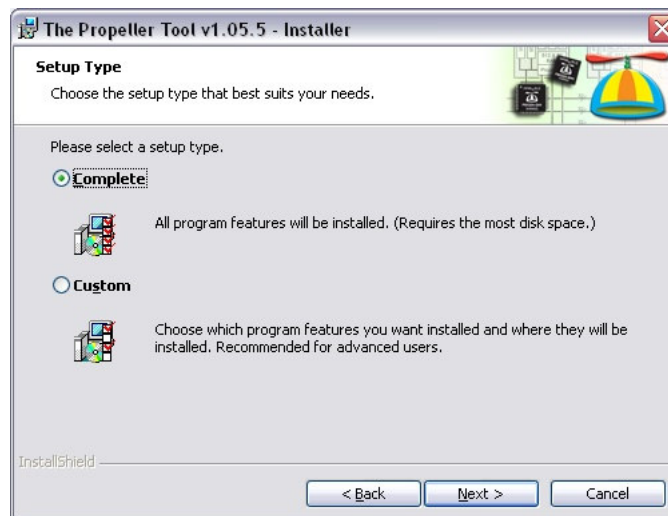 The Propeller Tool v1.05.5 - Installer
Setup Type
Choose the setup type that best suits your needs.
Please select a setup type.
Complete
All program features will be installed. (Requires the most disk space.)
Custom
Choose which program features you want installed and where they will be
installed. Recommended for advanced users.
InstallShield
< Back
Next >
Cancel